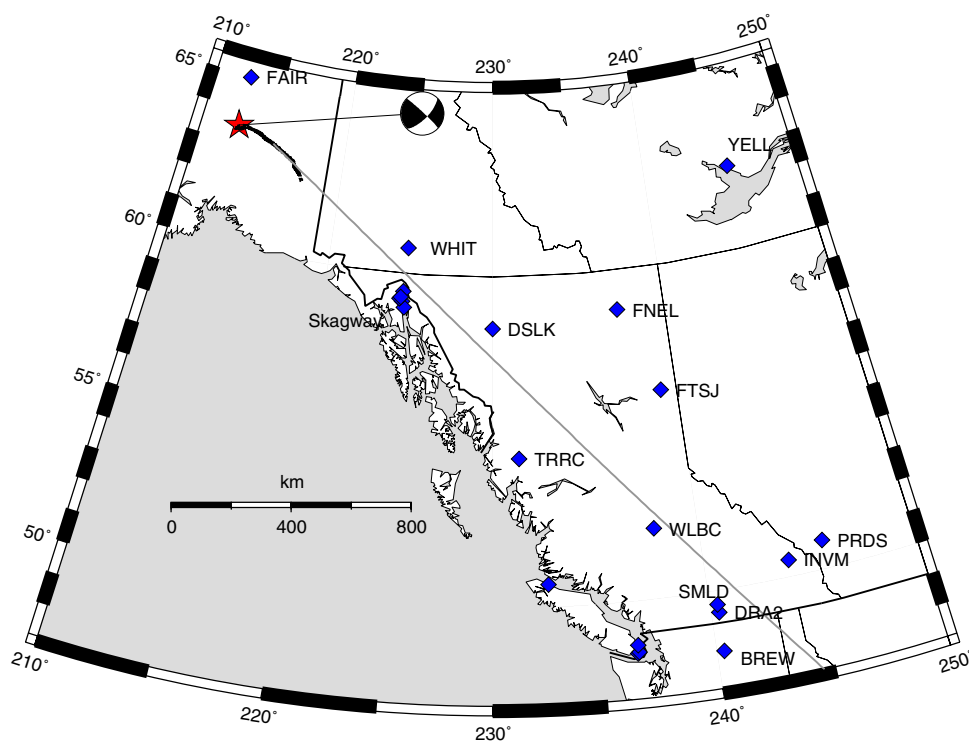 210°
220°
230°
240°
250°
65°
FAIR
YELL
60°
WHIT
Skagway
DSLK
FNEL
55°
FTSJ
TRRC
km
0
400
800
50°
WLBC
PRDS
INVM
SMLD
DRA2
BREW
210°
220°
230°
240°
250°